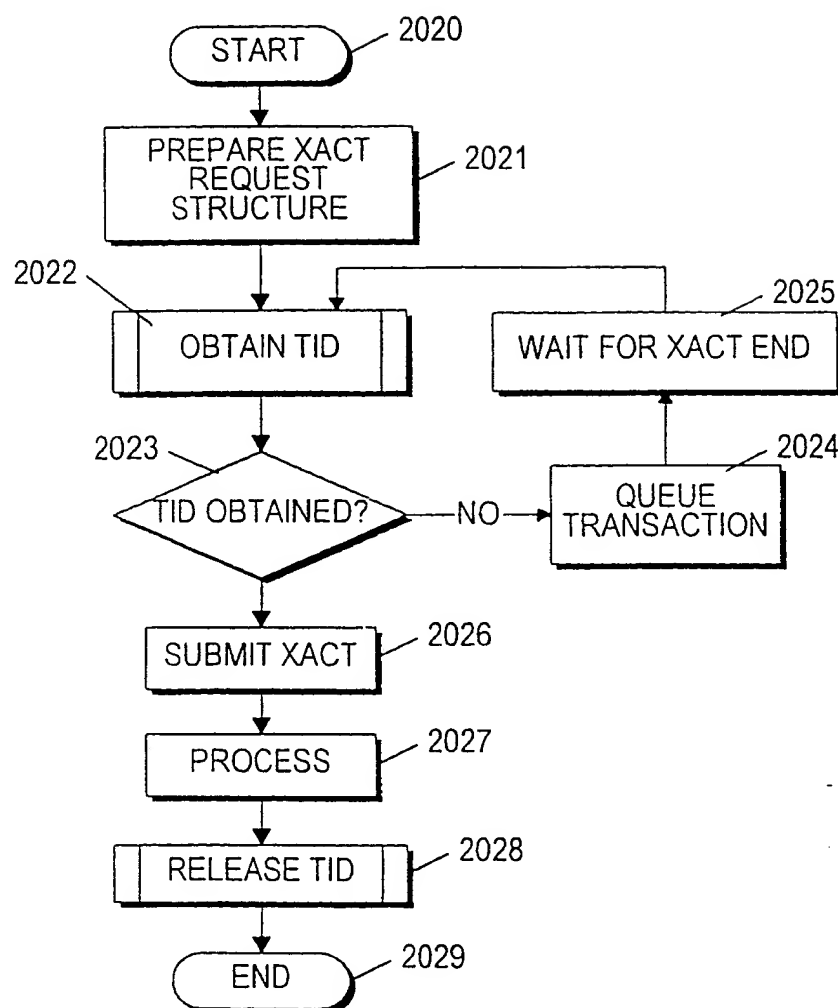 START
2020
PREPARE XACT
REQUEST
STRUCTURE
2021
2022
OBTAIN TID
2025
WAIT FOR XACT END
2023
TID OBTAINED?
NO
2024
QUEUE
TRANSACTION
SUBMIT XACT
2026
PROCESS
2027
RELEASE TID
2028
END
2029